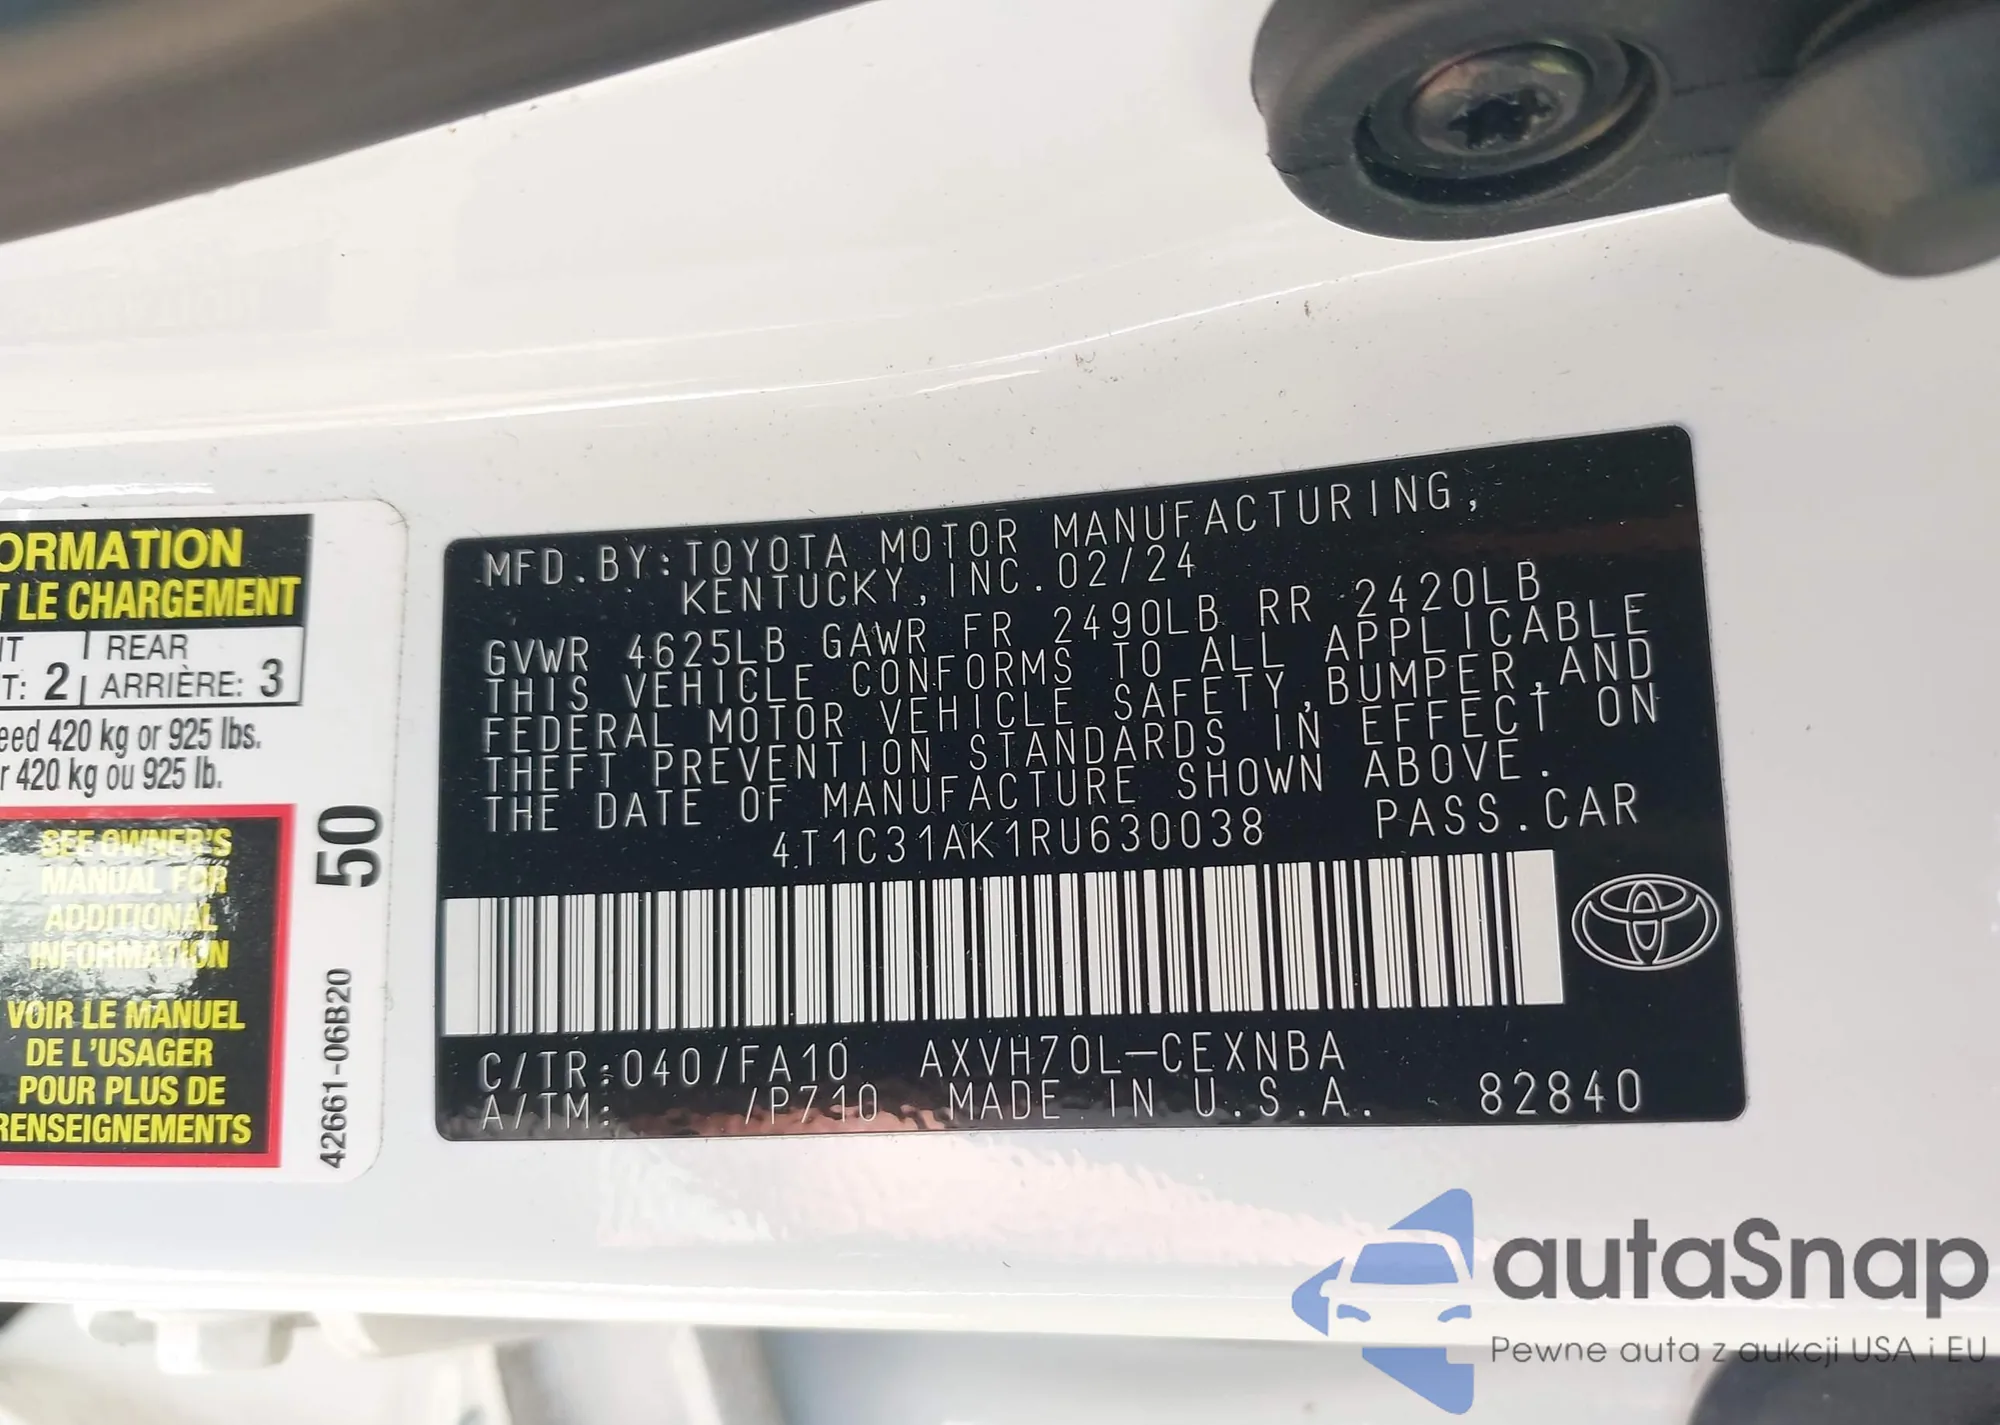 ORMATION
T LE CHARGEMENT
NT | REAR
T: 2 | ARRIÈRE: 3
eed 420 kg or 925 lbs.
r 420 kg ou 925 lb.
SEE OWNER'S
MANUAL FOR
ADDITIONAL
INFORMATION
VOIR LE MANUEL
DE L'USAGER
POUR PLUS DE
RENSEIGNEMENTS
50
42661-06B20
MFD.BY:TOYOTA MOTOR MANUFACTURING,
KENTUCKY,INC.02/24
GVWR 4625LB GAWR FR 2490LB RR 2420LB
THIS VEHICLE CONFORMS TO ALL APPLICABLE
FEDERAL MOTOR VEHICLE SAFETY,BUMPER,AND
THEFT PREVENTION STANDARDS IN EFFECT ON
THE DATE OF MANUFACTURE SHOWN ABOVE.
4T1C31AK1RU630038 PASS.CAR
C/TR:040/FA10 AXVH70L-CEXNBA
A/TM: /P710 MADE IN U.S.A. 82840
autaSnap
Pewne auta z aukcji USA i EU